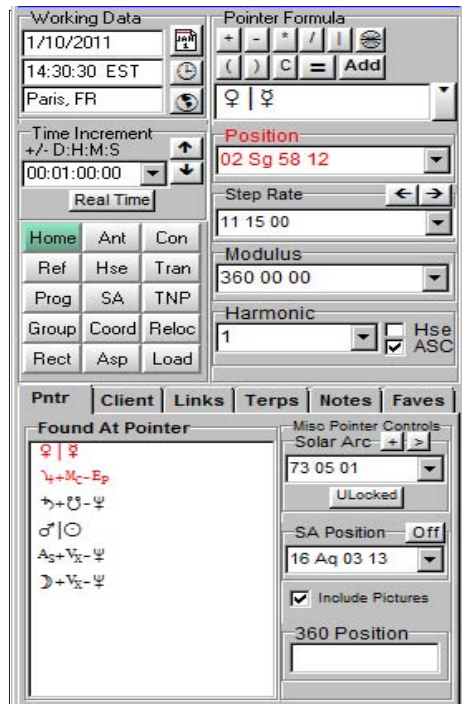 Working Data
1/10/2011
14:30:30 EST
Paris, FR
Time Increment
+/- D:H:M:S
00:01:00:00
Real Time
Home Ant Con
Ref Hse Tran
Prog SA TNP
Group Coord Reloc
Rect Asp Load
Pointer Formula
+ - * / |
( ) C = Add
♀ | ☿
Position
02 Sg 58 12
Step Rate
11 15 00
Modulus
360 00 00
Harmonic
1
Hse
ASC
Pntr Client Links Terps Notes Faves
Found At Pointer
♀ | ☿
♃+Mc-Ep
♄+☋-♆
♂|☉
As+Vx-♆
☽+Vx-♆
Misc Pointer Controls
Solar Arc + >
73 05 01
ULocked
SA Position Off
16 Aq 03 13
Include Pictures
360 Position